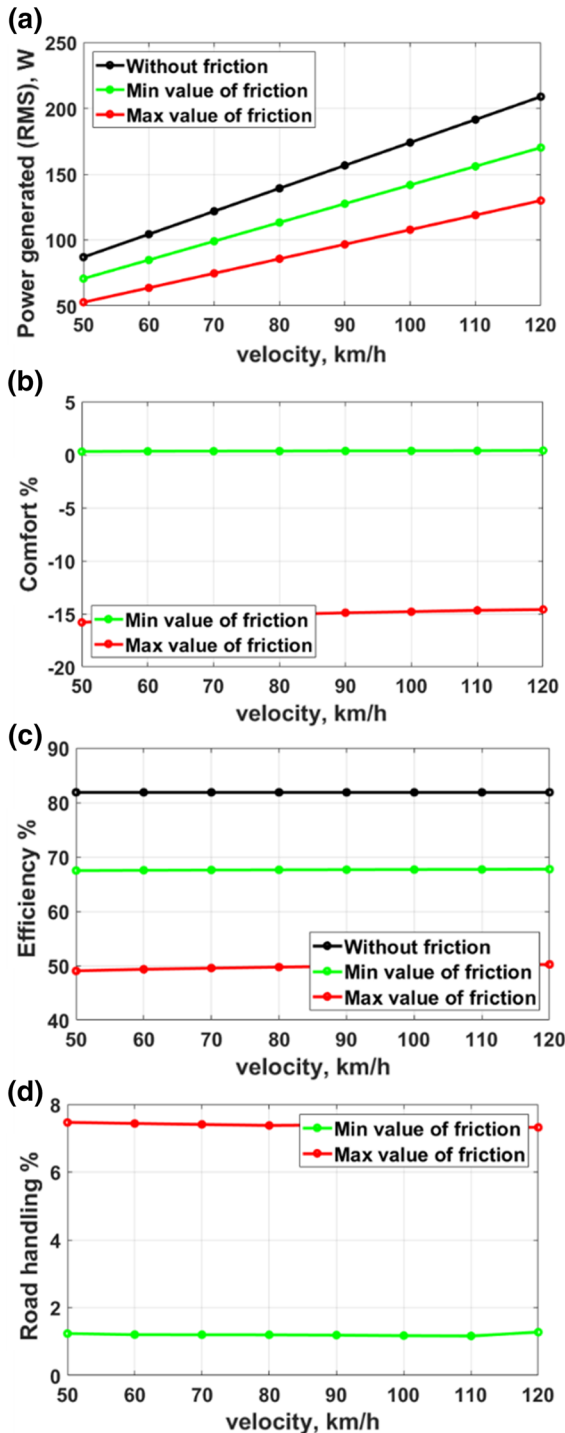 (a)
Power generated (RMS), W
250
200
150
100
50
Without friction
Min value of friction
Max value of friction
50 60 70 80 90 100 110 120
velocity, km/h
(b)
Comfort %
5
0
-5
-10
-15
-20
Min value of friction
Max value of friction
50 60 70 80 90 100 110 120
velocity, km/h
(c)
Efficiency %
90
80
70
60
50
40
Without friction
Min value of friction
Max value of friction
50 60 70 80 90 100 110 120
velocity, km/h
(d)
Road handling %
8
6
4
2
0
Min value of friction
Max value of friction
50 60 70 80 90 100 110 120
velocity, km/h